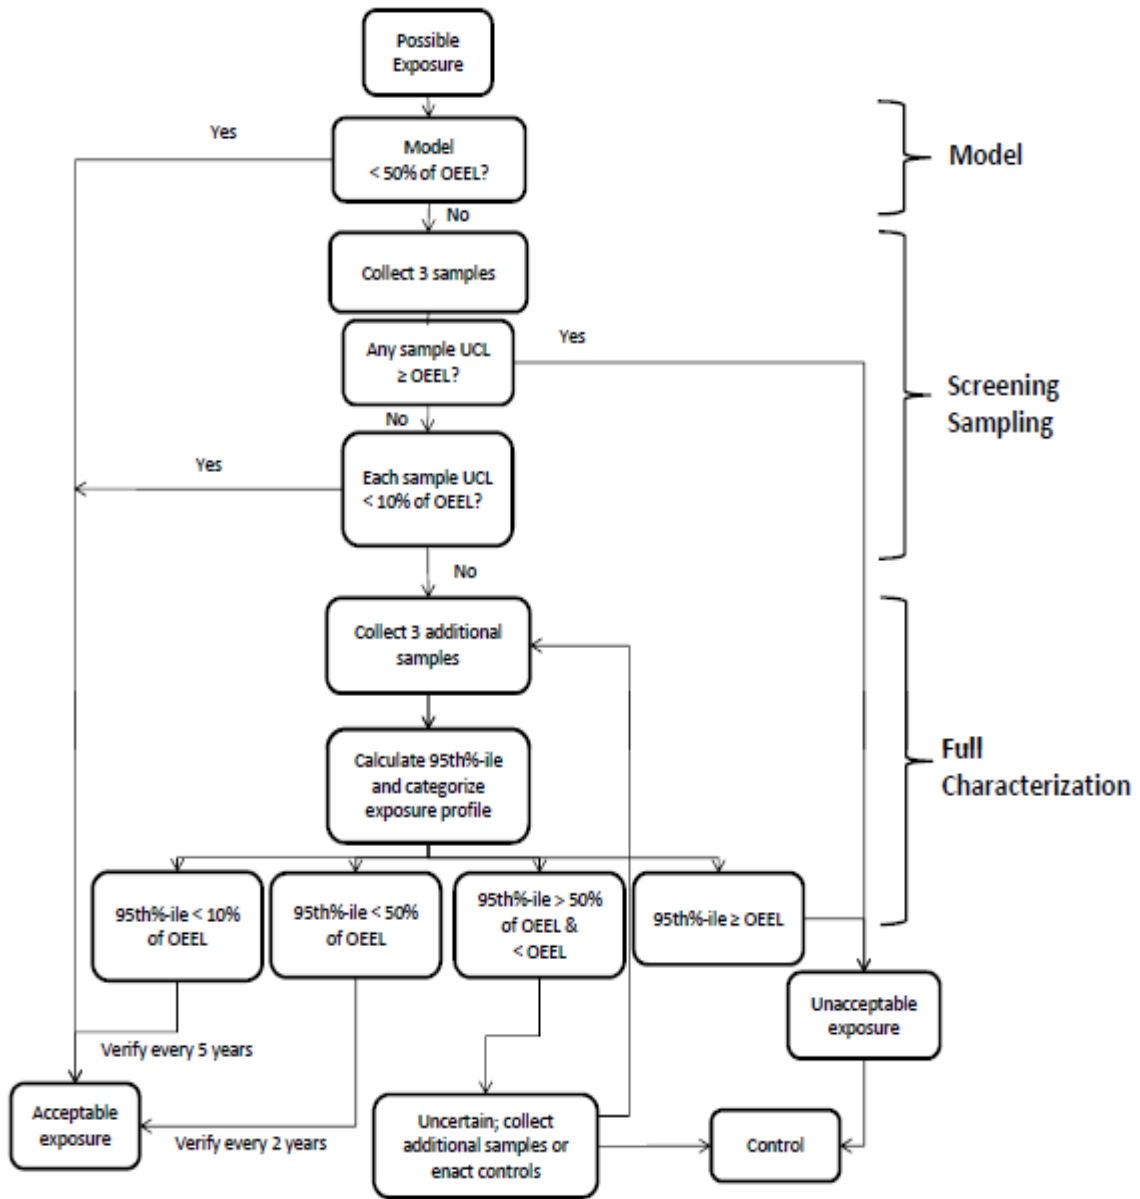 Possible
Exposure
Yes
Model
< 50% of OEEL?
Model
No
Collect 3 samples
Yes
Any sample UCL
≥ OEEL?
Screening
Sampling
No
Yes
Each sample UCL
< 10% of OEEL?
No
Collect 3 additional
samples
Calculate 95th%-ile
and categorize
exposure profile
Full
Characterization
95th%-ile < 10%
of OEEL
95th%-ile < 50%
of OEEL
95th%-ile > 50%
of OEEL &
< OEEL
95th%-ile ≥ OEEL
Unacceptable
exposure
Verify every 5 years
Acceptable
exposure
Verify every 2 years
Uncertain; collect
additional samples or
enact controls
Control